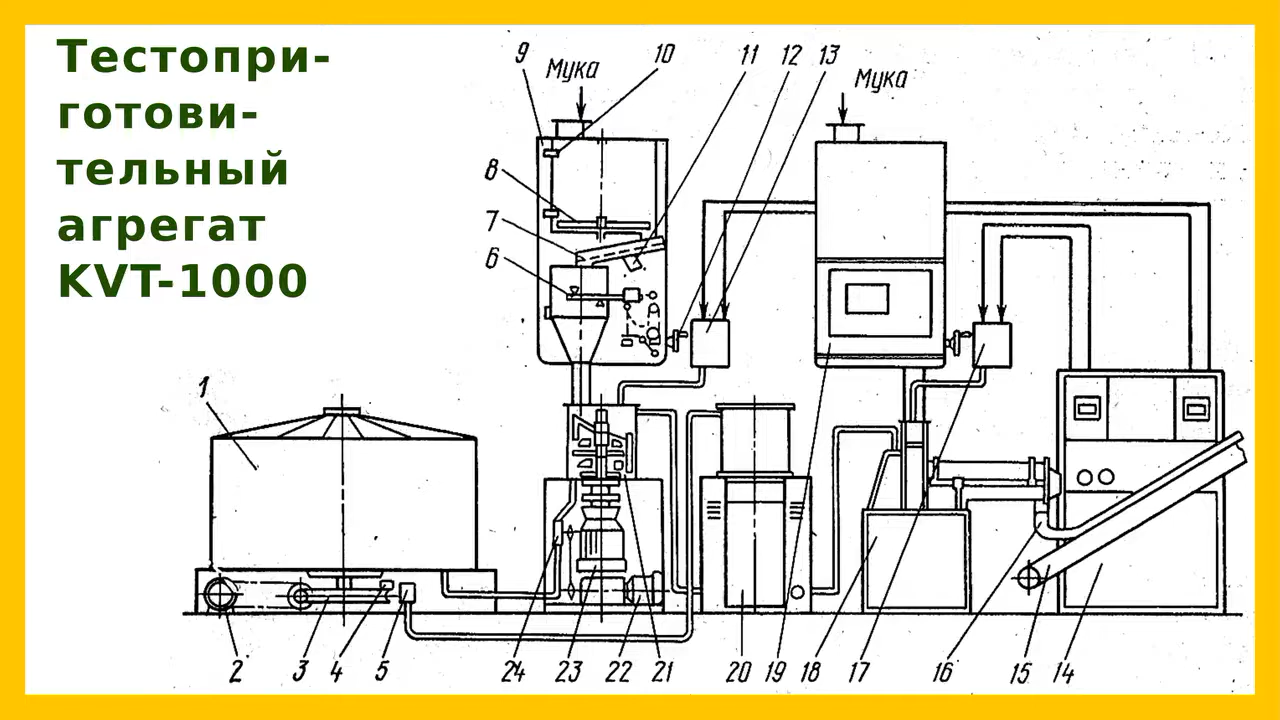 Тестопри-
готови-
тельный
агрегат
KVT-1000
9 10 11 12 13
Мука Мука
8
7
6
1
2 3 4 5 24 23 22 21 20 19 18 17 16 15 14